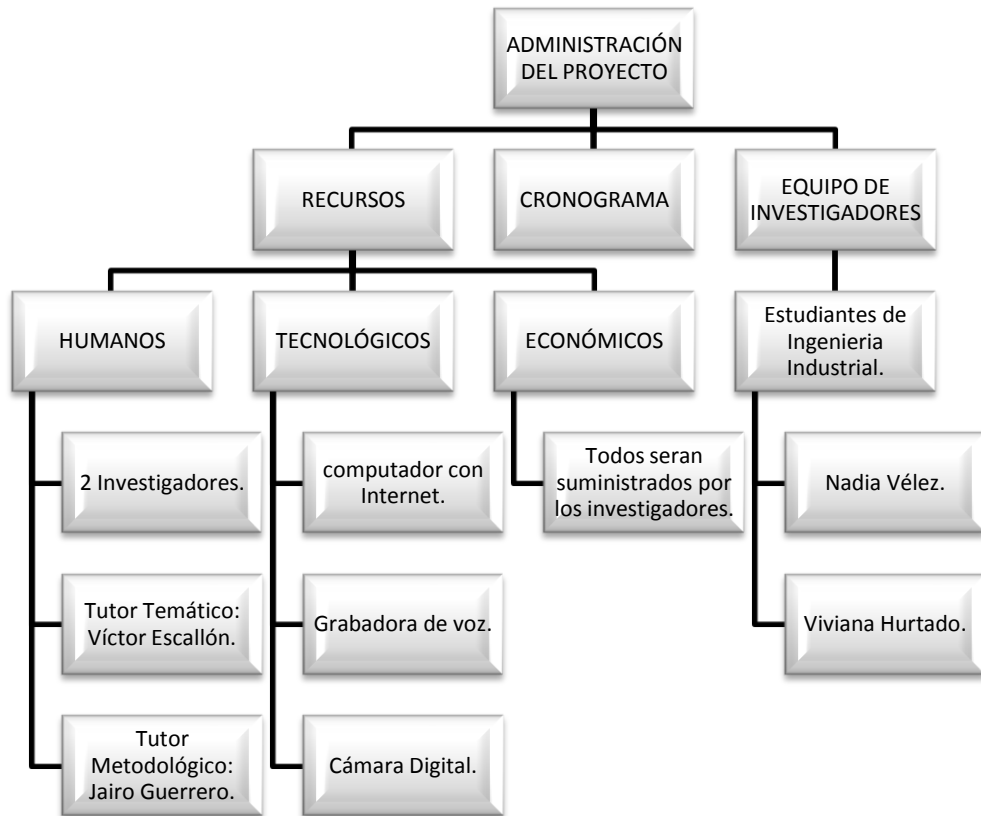 ADMINISTRACIÓN
DEL PROYECTO
RECURSOS
CRONOGRAMA
EQUIPO DE
INVESTIGADORES
HUMANOS
TECNOLÓGICOS
ECONÓMICOS
Estudiantes de
Ingenieria
Industrial.
2 Investigadores.
computador con
Internet.
Todos seran
suministrados por
los investigadores.
Nadia Vélez.
Tutor Temático:
Víctor Escallón.
Grabadora de voz.
Viviana Hurtado.
Tutor
Metodológico:
Jairo Guerrero.
Cámara Digital.